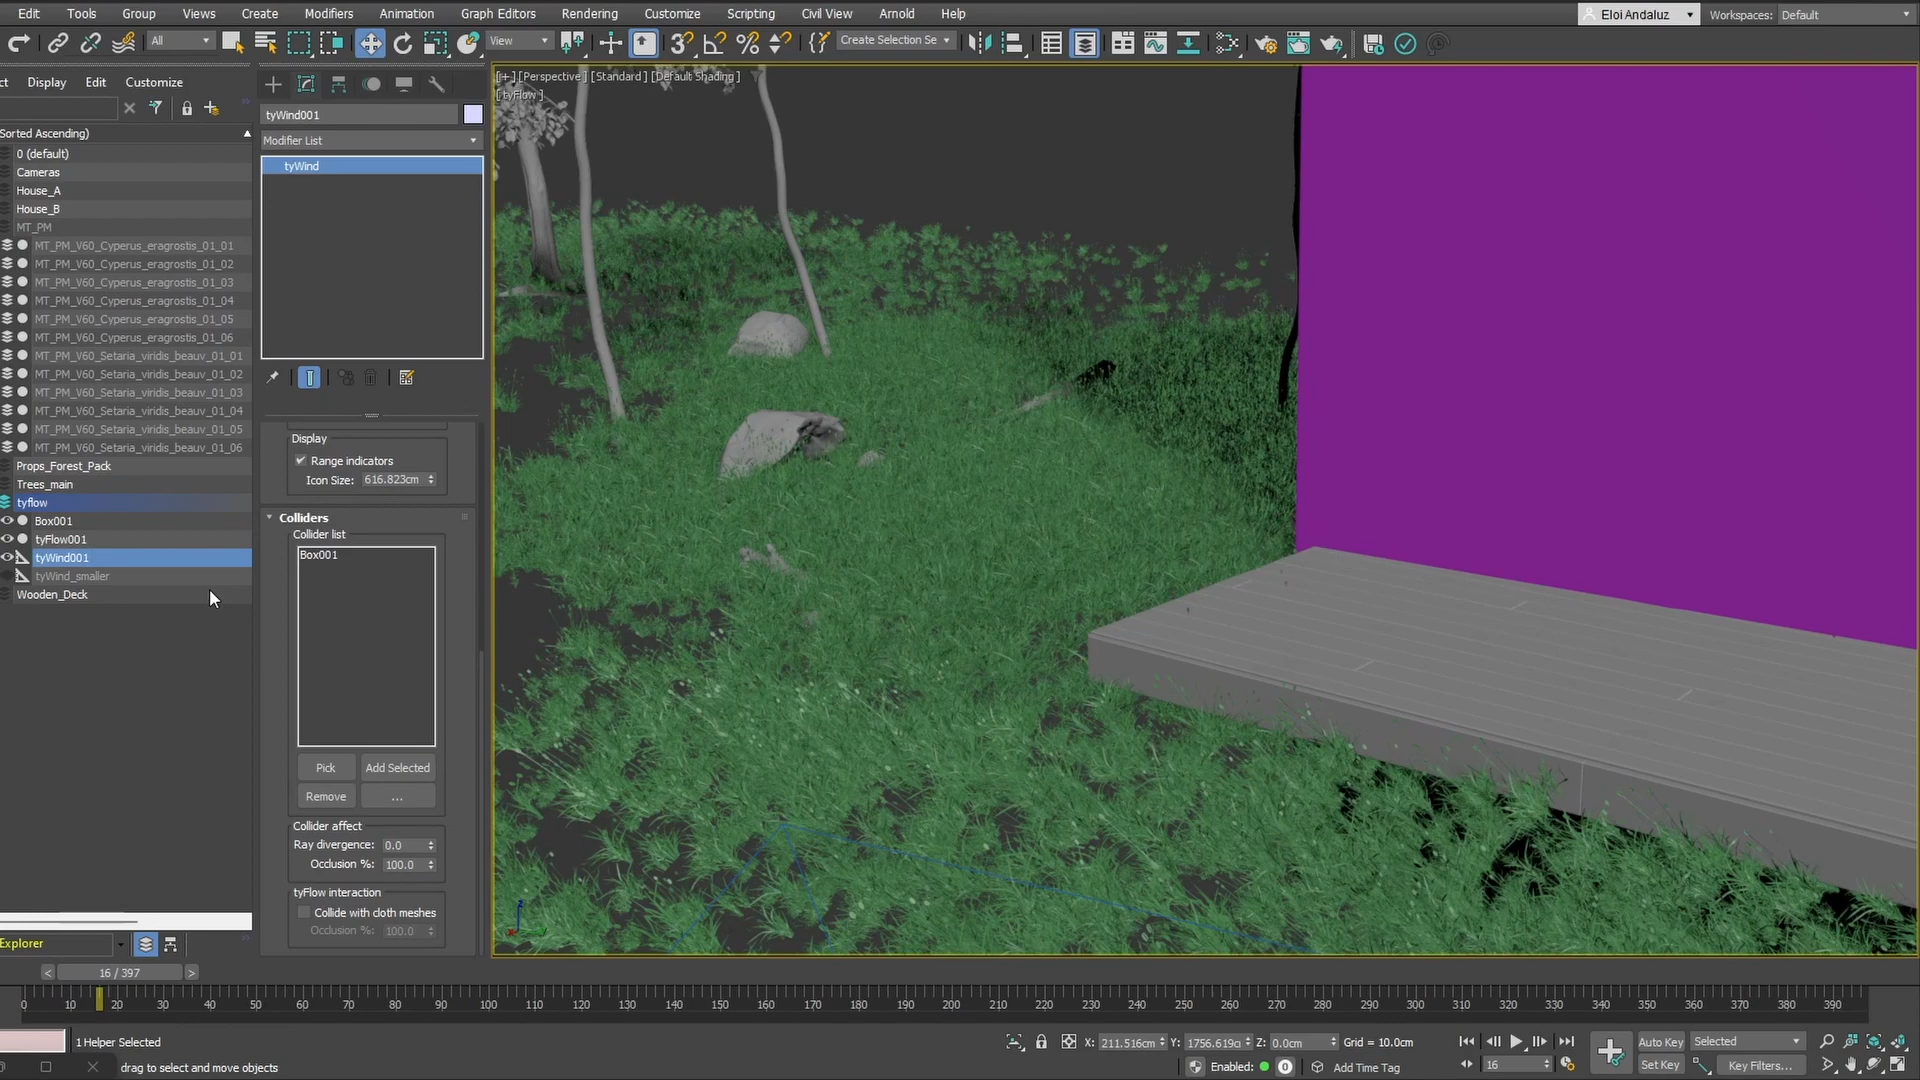 Edit Tools Group Views Create Modifiers Animation Graph Editors Rendering Customize Scripting Civil View Arnold Help
Eloi Andaluz
Workspaces: Default
All
View
Create Selection Se
ct Display Edit Customize
Sorted Ascending)
0 (default)
Cameras
House_A
House_B
MT_PM
MT_PM_V60_Cyperus_eragrostis_01_01
MT_PM_V60_Cyperus_eragrostis_01_02
MT_PM_V60_Cyperus_eragrostis_01_03
MT_PM_V60_Cyperus_eragrostis_01_04
MT_PM_V60_Cyperus_eragrostis_01_05
MT_PM_V60_Cyperus_eragrostis_01_06
MT_PM_V60_Setaria_viridis_beauv_01_01
MT_PM_V60_Setaria_viridis_beauv_01_02
MT_PM_V60_Setaria_viridis_beauv_01_03
MT_PM_V60_Setaria_viridis_beauv_01_04
MT_PM_V60_Setaria_viridis_beauv_01_05
MT_PM_V60_Setaria_viridis_beauv_01_06
Props_Forest_Pack
Trees_main
tyflow
Box001
tyFlow001
tyWind001
tyWind_smaller
Wooden_Deck
Explorer
tyWind001
Modifier List
tyWind
Display
Range indicators
Icon Size: 616.823cm
Colliders
Collider list
Box001
Pick Add Selected
Remove ...
Collider affect
Ray divergence: 0.0
Occlusion %: 100.0
tyFlow interaction
Collide with cloth meshes
Occlusion %: 100.0
[+] [Perspective] [Standard] [Default Shading]
[tyFlow]
z
x
< 16 / 397 >
0 10 20 30 40 50 60 70 80 90 100 110 120 130 140 150 160 170 180 190 200 210 220 230 240 250 260 270 280 290 300 310 320 330 340 350 360 370 380 390
1 Helper Selected
X: 211.516cm Y: 1756.619c Z: 0.0cm Grid = 10.0cm
Auto Key Selected
drag to select and move objects
Enabled: 0 Add Time Tag
16
Set Key Key Filters...